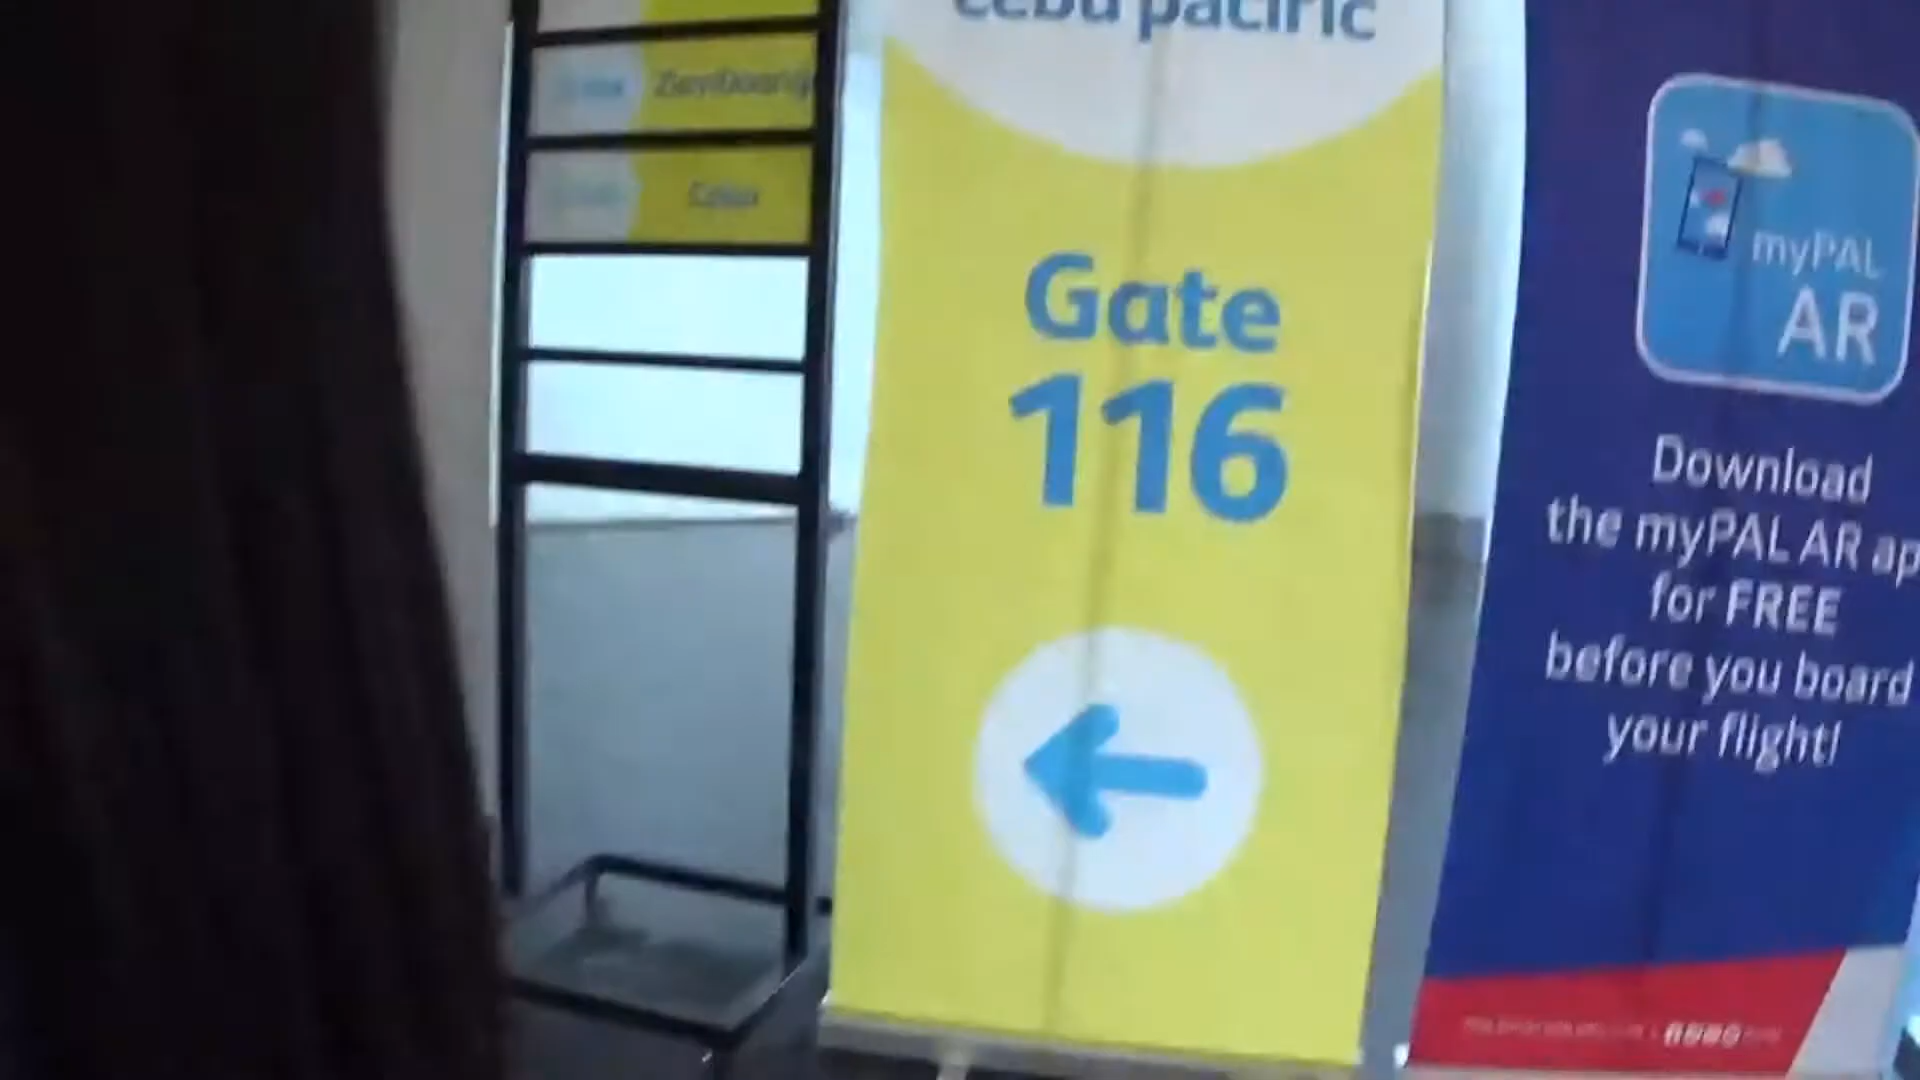 cebu pacific
Zamboanga
Cebu
Gate
116
myPAL
AR
Download
the myPAL AR ap
for FREE
before you board
your flight!